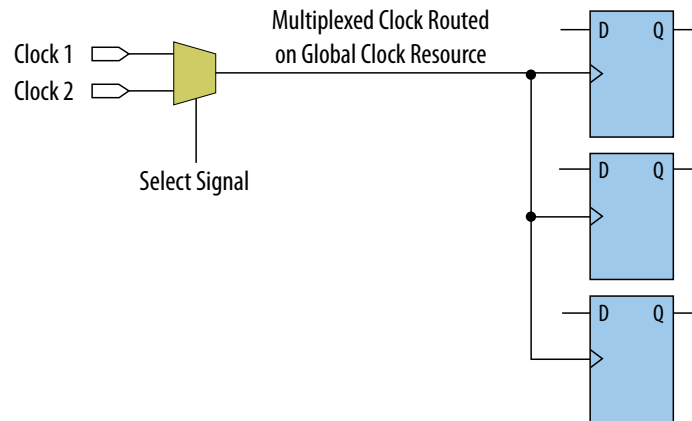 Multiplexed Clock Routed
on Global Clock Resource
Clock 1
Clock 2
Select Signal
D Q
D Q
D Q